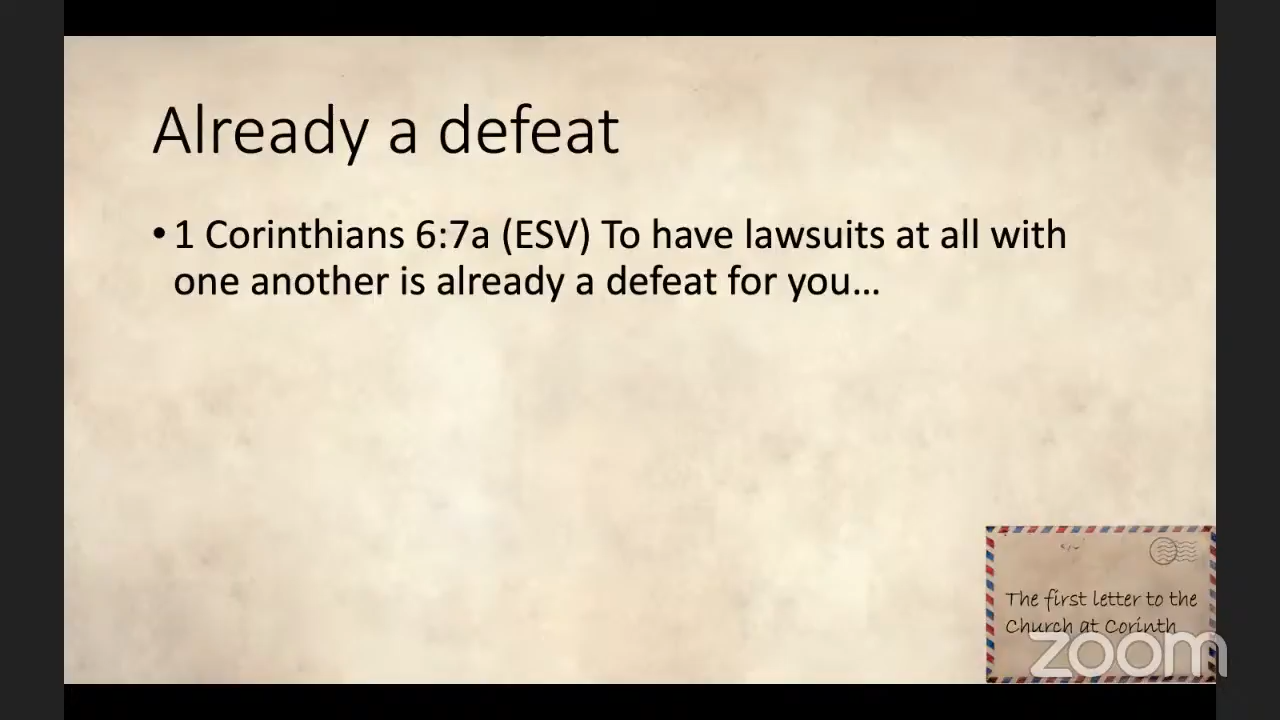 Already a defeat
• 1 Corinthians 6:7a (ESV) To have lawsuits at all with
one another is already a defeat for you...
The first letter to the
Church at Corinth
zoom